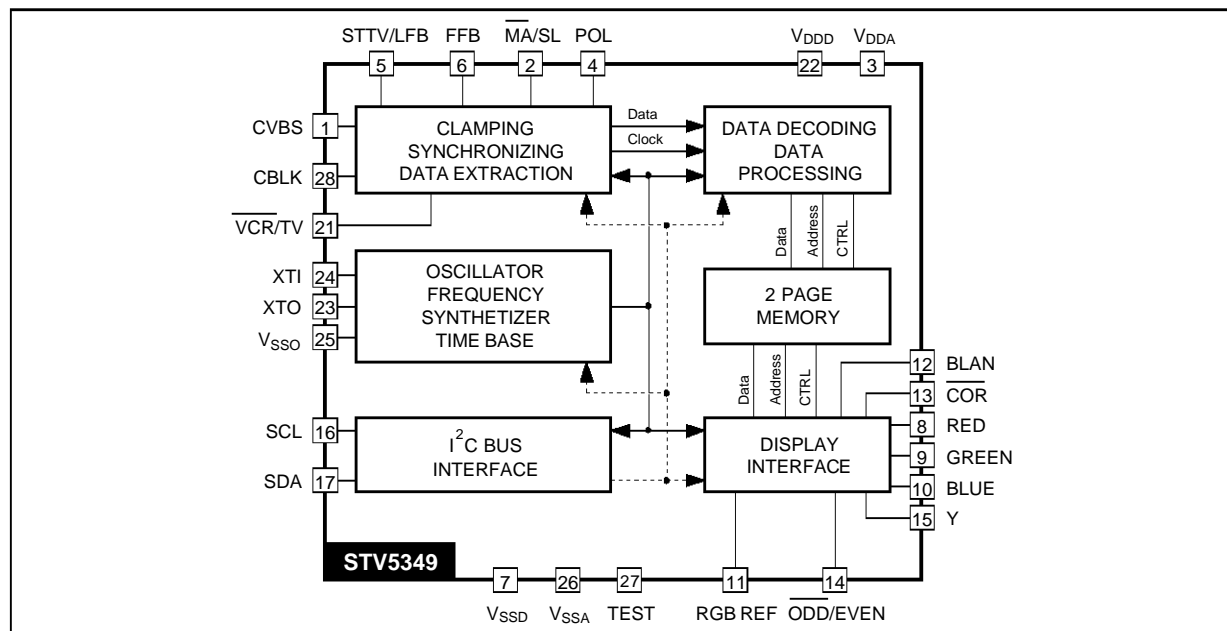 STTV/LFB FFB M̅A̅/SL POL VDDD VDDA
5 6 2 4 22 3
CVBS 1
CBLK 28
V̅C̅R̅/TV 21
CLAMPING
SYNCHRONIZING
DATA EXTRACTION
Data
Clock
DATA DECODING
DATA
PROCESSING
Data Address CTRL
XTI 24
XTO 23
VSSO 25
OSCILLATOR
FREQUENCY
SYNTHETIZER
TIME BASE
2 PAGE
MEMORY
Data Address CTRL
SCL 16
SDA 17
I²C BUS
INTERFACE
DISPLAY
INTERFACE
12 BLAN
13 C̅O̅R̅
8 RED
9 GREEN
10 BLUE
15 Y
STV5349
7 26 27 11 14
VSSD VSSA TEST RGB REF O̅D̅D̅/EVEN